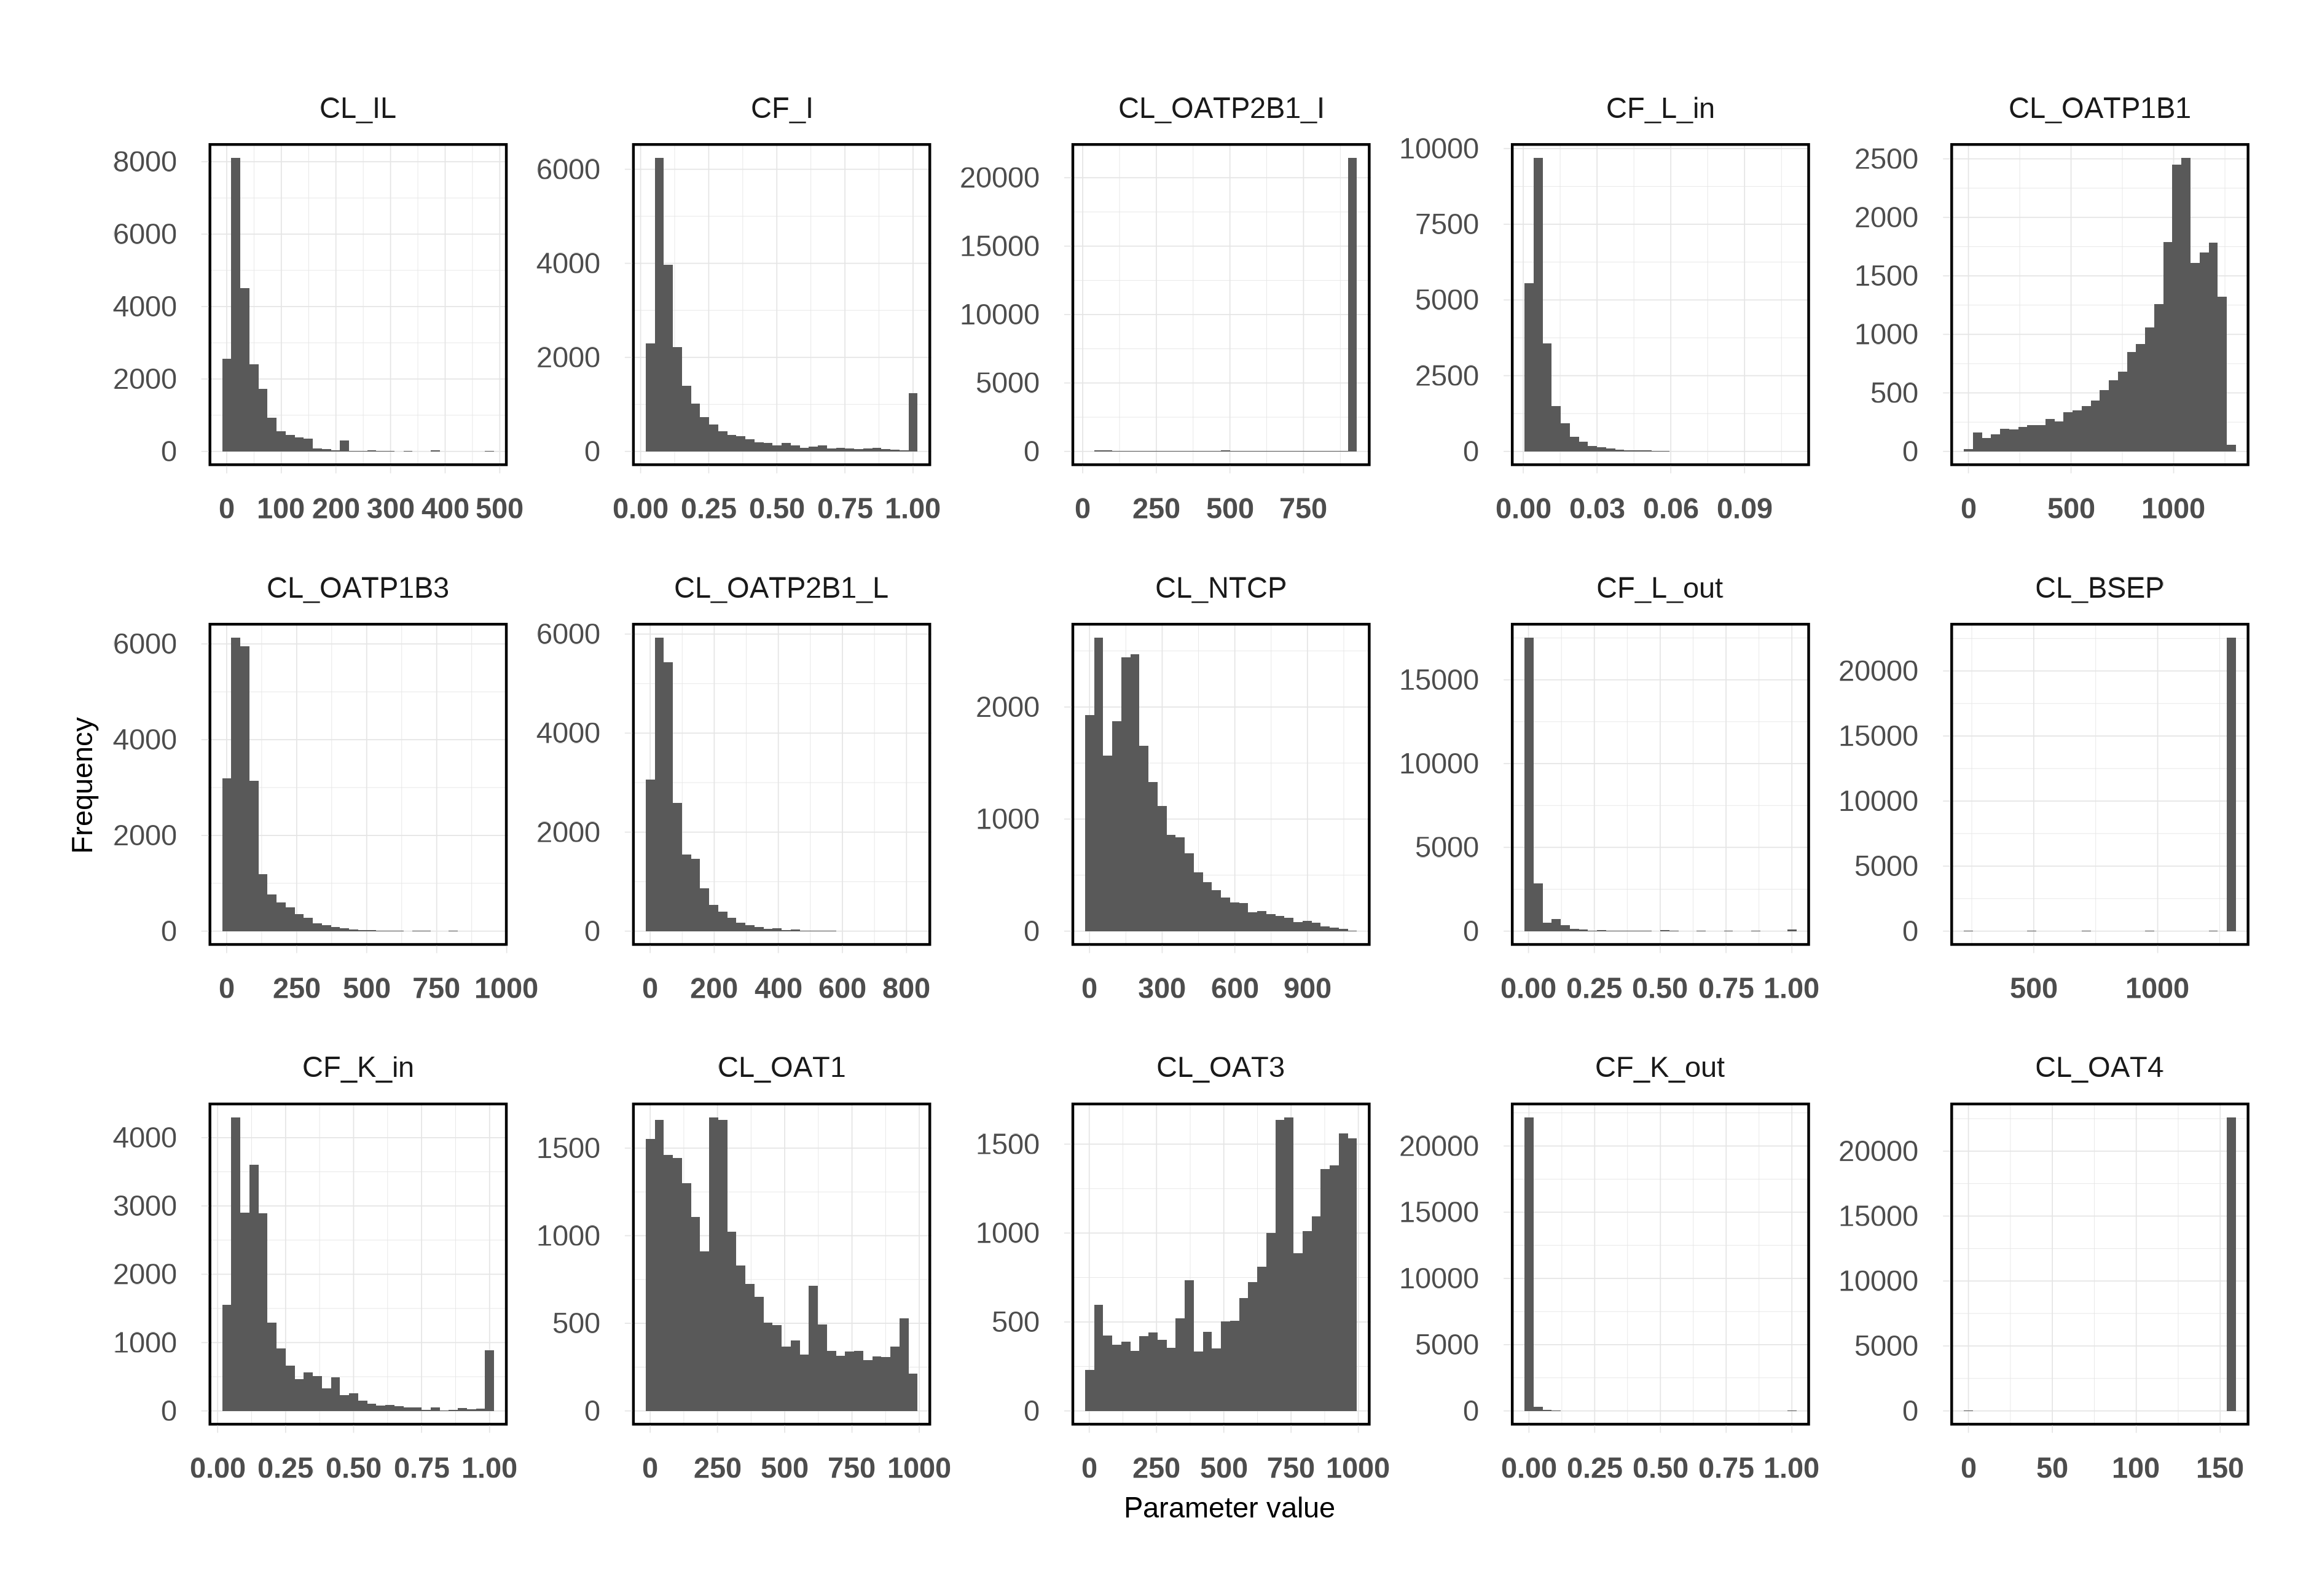 CL_IL CF_I CL_OATP2B1_I CF_L_in CL_OATP1B1
8000 6000 4000 2000 0
6000 4000 2000 0
20000 15000 10000 5000 0
10000 7500 5000 2500 0
2500 2000 1500 1000 500 0
0 100 200 300 400 500
0.00 0.25 0.50 0.75 1.00
0 250 500 750
0.00 0.03 0.06 0.09
0 500 1000
CL_OATP1B3 CL_OATP2B1_L CL_NTCP CF_L_out CL_BSEP
Frequency
6000 4000 2000 0
6000 4000 2000 0
2000 1000 0
15000 10000 5000 0
20000 15000 10000 5000 0
0 250 500 750 1000
0 200 400 600 800
0 300 600 900
0.00 0.25 0.50 0.75 1.00
500 1000
CF_K_in CL_OAT1 CL_OAT3 CF_K_out CL_OAT4
4000 3000 2000 1000 0
1500 1000 500 0
1500 1000 500 0
20000 15000 10000 5000 0
20000 15000 10000 5000 0
0.00 0.25 0.50 0.75 1.00
0 250 500 750 1000
0 250 500 750 1000
0.00 0.25 0.50 0.75 1.00
0 50 100 150
Parameter value